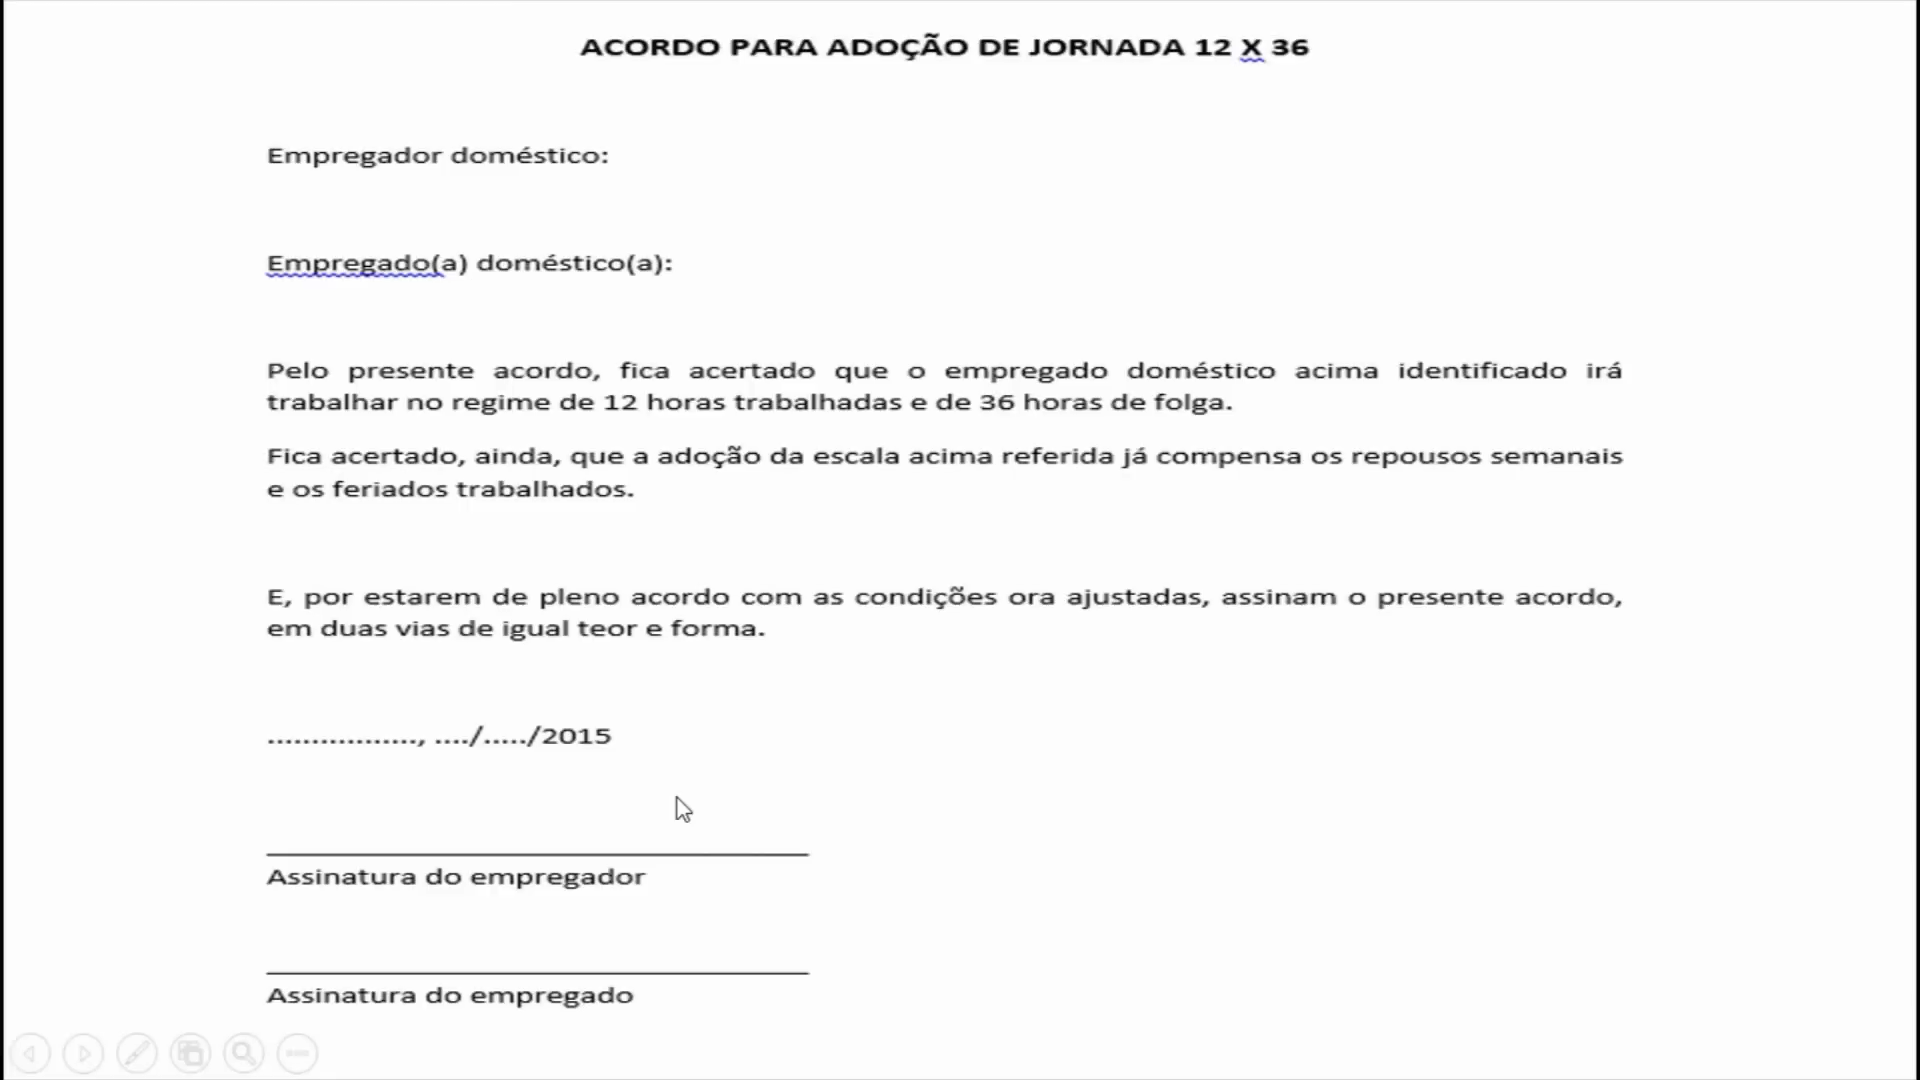 ACORDO PARA ADOÇÃO DE JORNADA 12 X 36
Empregador doméstico:
Empregado(a) doméstico(a):
Pelo presente acordo, fica acertado que o empregado doméstico acima identificado irá
trabalhar no regime de 12 horas trabalhadas e de 36 horas de folga.
Fica acertado, ainda, que a adoção da escala acima referida já compensa os repousos semanais
e os feriados trabalhados.
E, por estarem de pleno acordo com as condições ora ajustadas, assinam o presente acordo,
em duas vias de igual teor e forma.
................., ..../...../2015
Assinatura do empregador
Assinatura do empregado